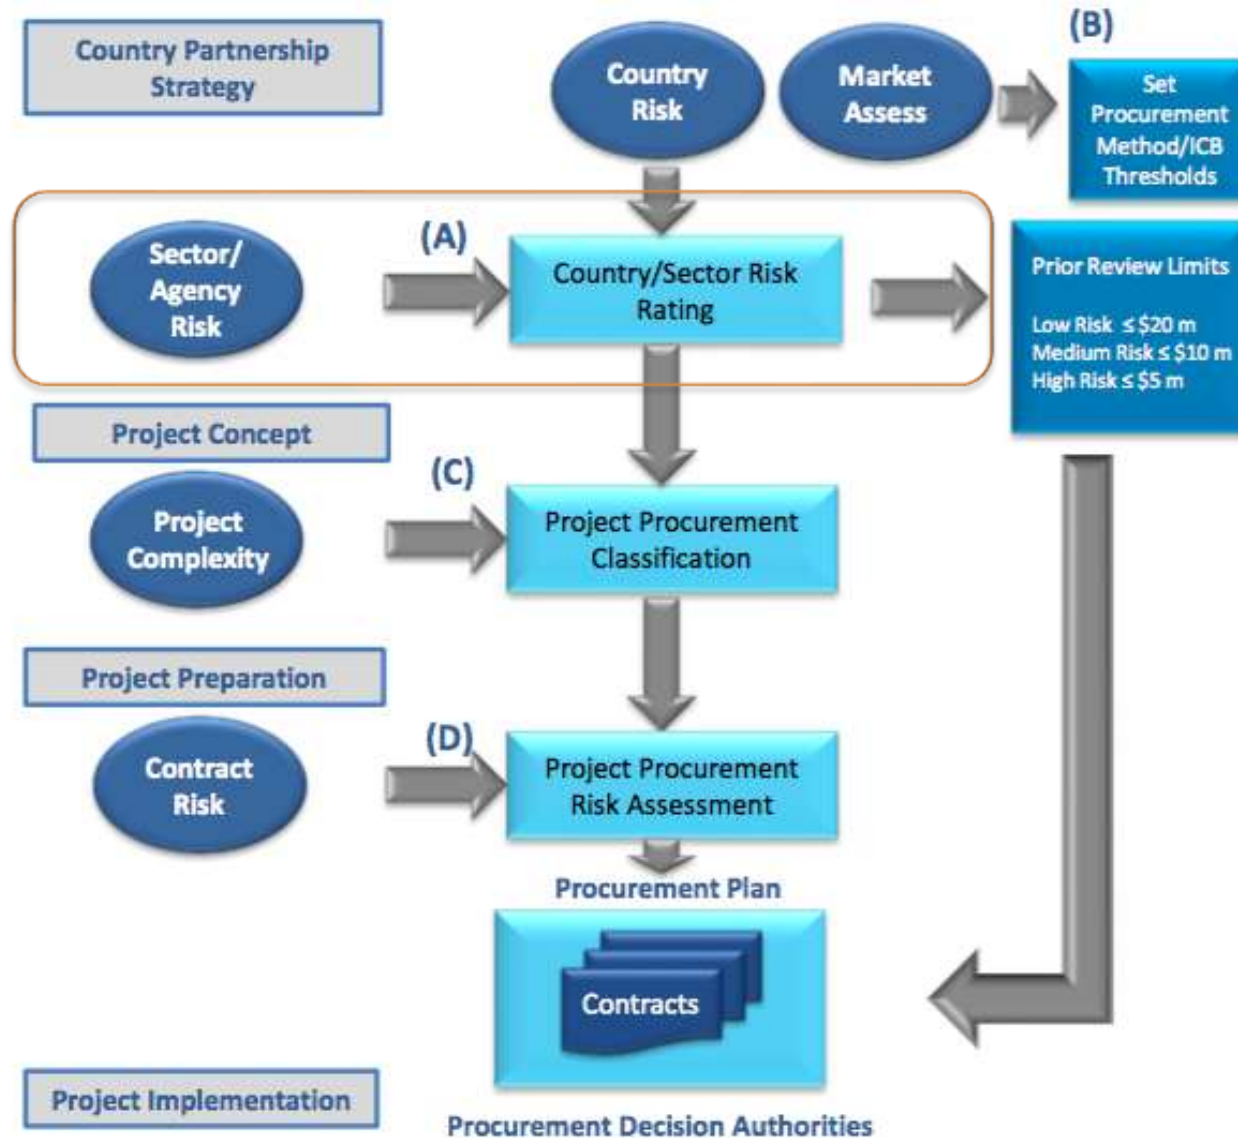 Country Partnership
Strategy
Country
Risk
Market
Assess
(B)
Set
Procurement
Method/ICB
Thresholds
Sector/
Agency
Risk
(A)
Country/Sector Risk
Rating
Prior Review Limits
Low Risk ≤ $20 m
Medium Risk ≤ $10 m
High Risk ≤ $5 m
Project Concept
Project
Complexity
(C)
Project Procurement
Classification
Project Preparation
Contract
Risk
(D)
Project Procurement
Risk Assessment
Procurement Plan
Contracts
Project Implementation
Procurement Decision Authorities